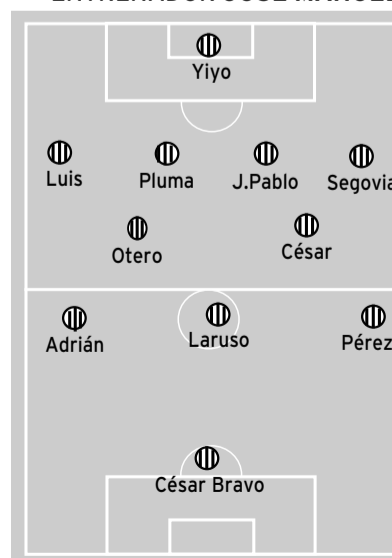 Yiyo
Luis Pluma J.Pablo Segovia
Otero César
Adrián Laruso Pérez
César Bravo